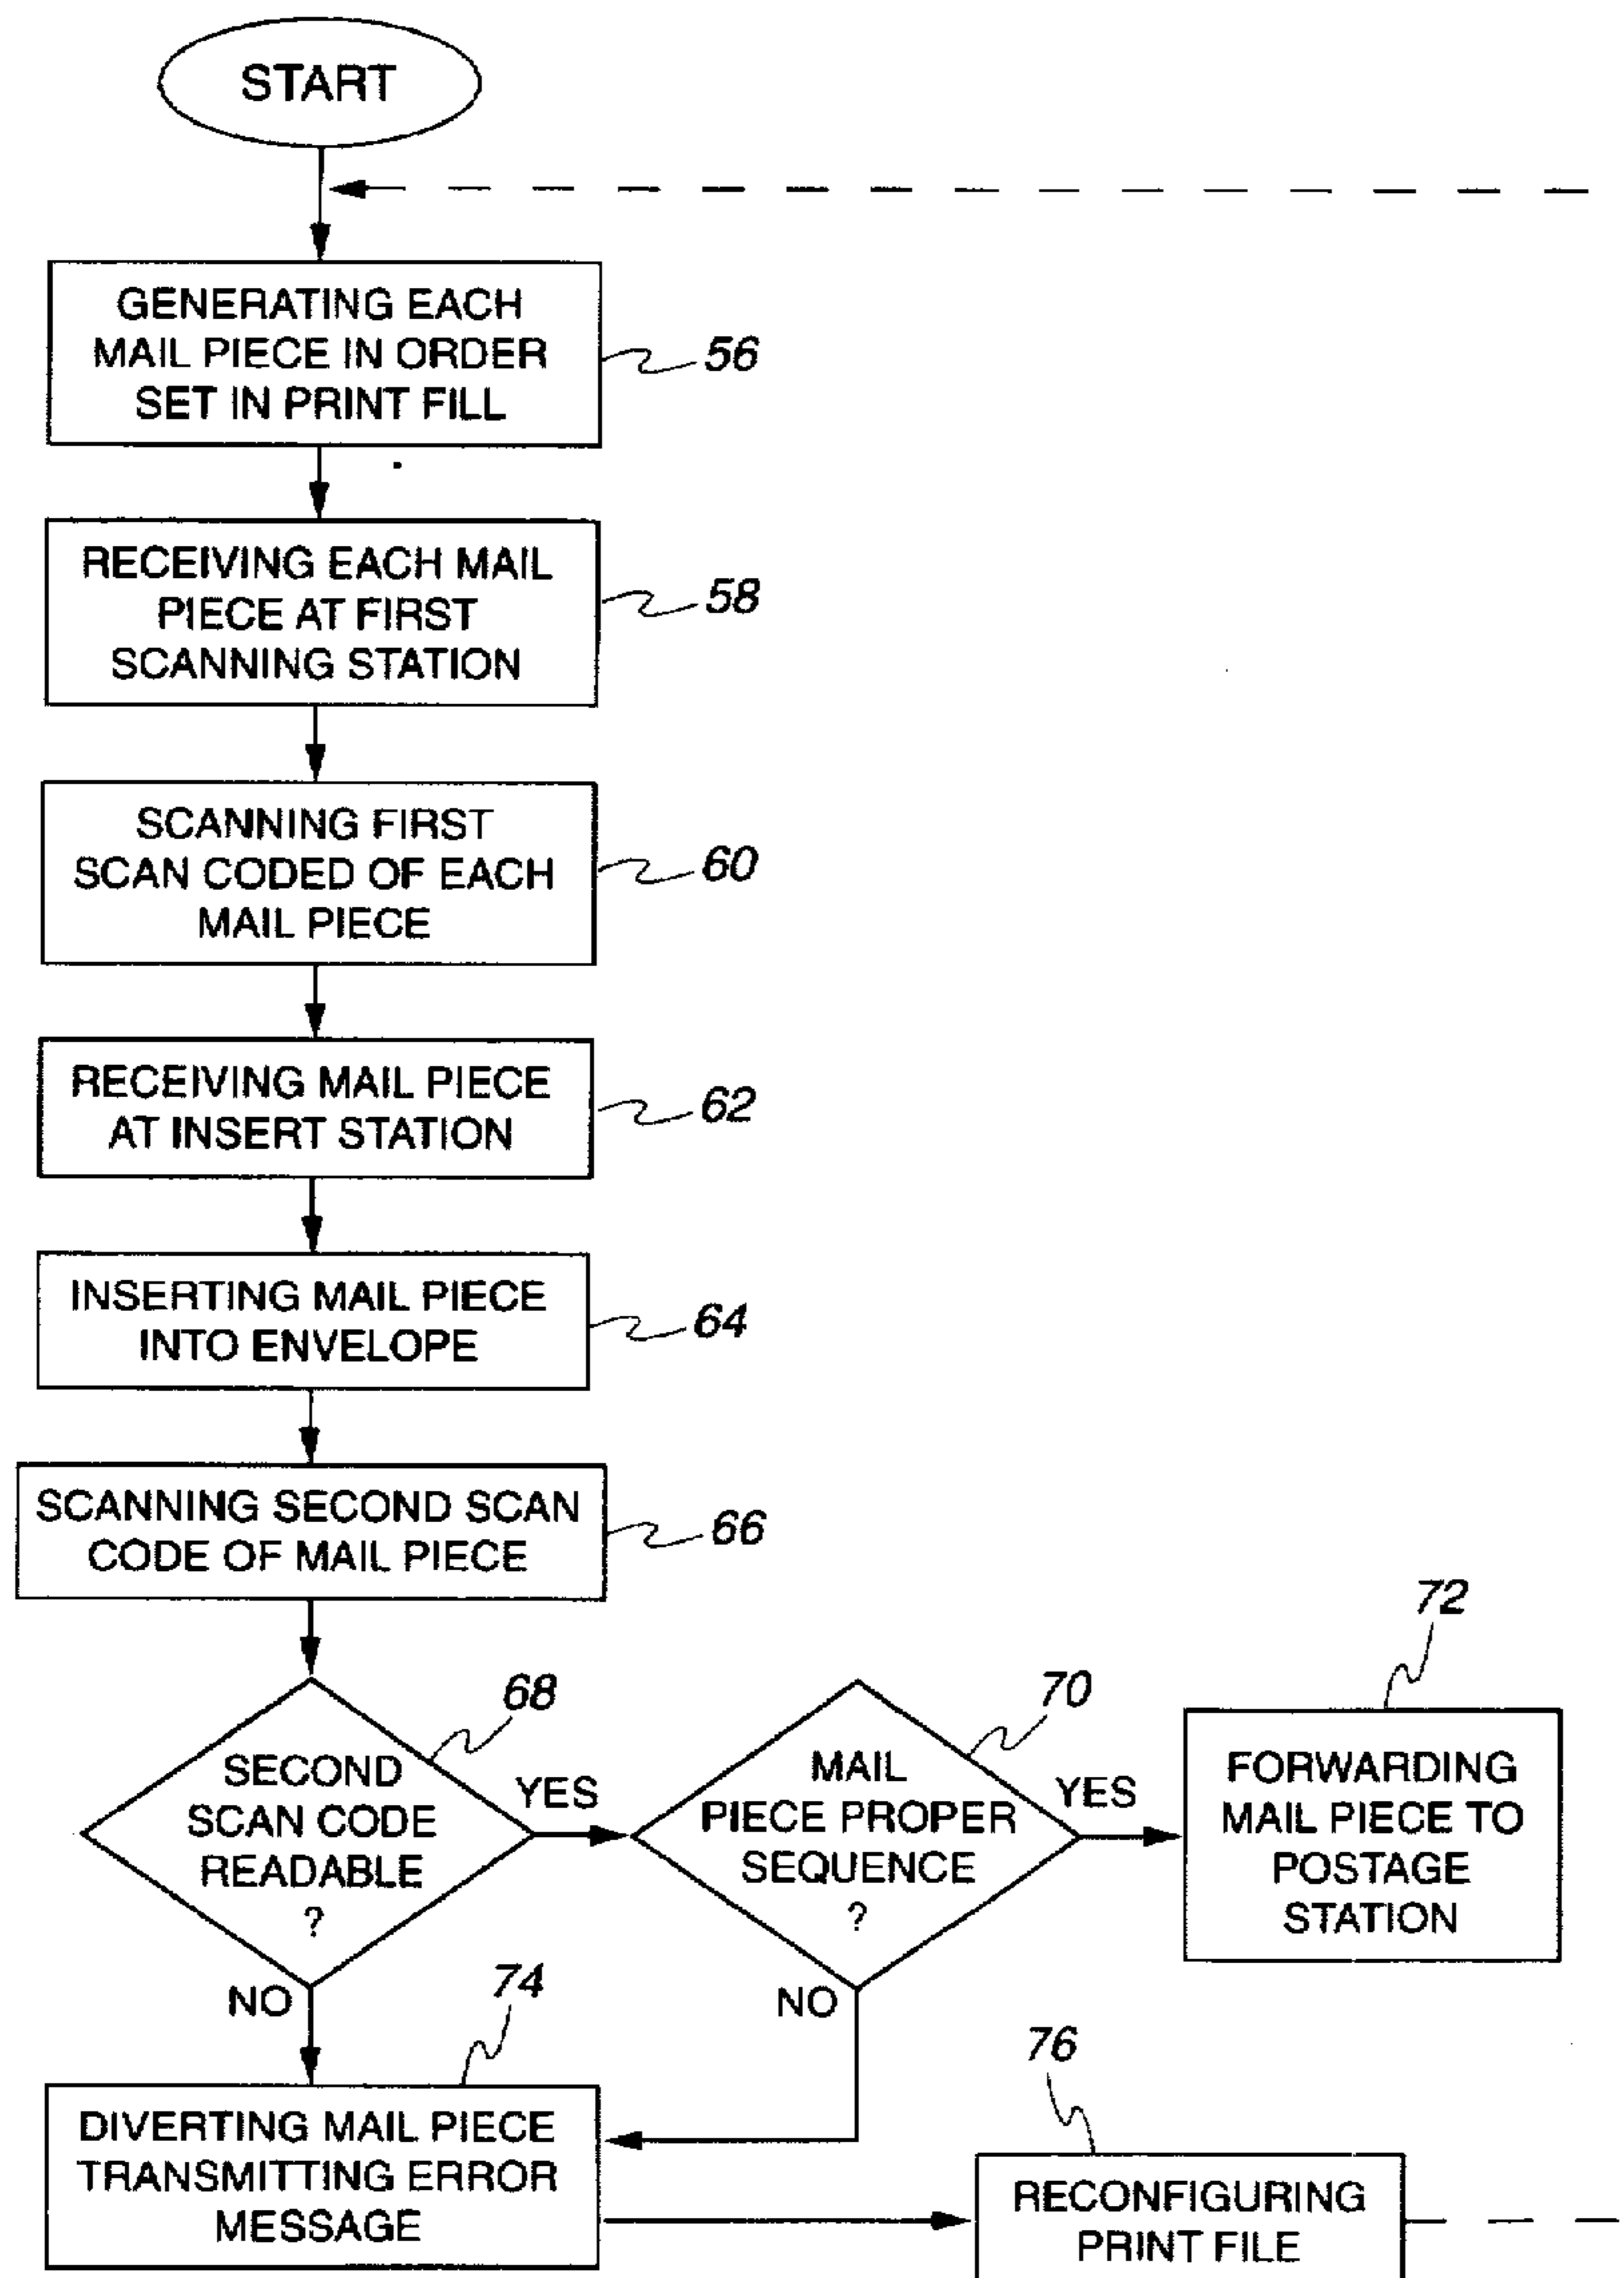 START
GENERATING EACH
MAIL PIECE IN ORDER
SET IN PRINT FILL
56
RECEIVING EACH MAIL
PIECE AT FIRST
SCANNING STATION
58
SCANNING FIRST
SCAN CODED OF EACH
MAIL PIECE
60
RECEIVING MAIL PIECE
AT INSERT STATION
62
INSERTING MAIL PIECE
INTO ENVELOPE
64
SCANNING SECOND SCAN
CODE OF MAIL PIECE
66
SECOND
SCAN CODE
READABLE
?
68
YES
NO
MAIL
PIECE PROPER
SEQUENCE
?
70
YES
NO
FORWARDING
MAIL PIECE TO
POSTAGE
STATION
72
DIVERTING MAIL PIECE
TRANSMITTING ERROR
MESSAGE
74
RECONFIGURING
PRINT FILE
76